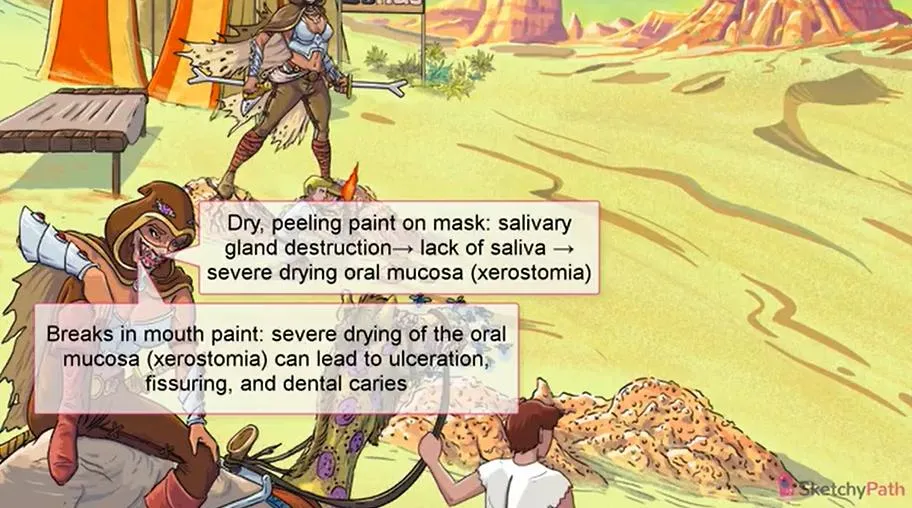 Dry, peeling paint on mask: salivary
gland destruction→ lack of saliva →
severe drying oral mucosa (xerostomia)
Breaks in mouth paint: severe drying of the oral
mucosa (xerostomia) can lead to ulceration,
fissuring, and dental caries
SketchyPath